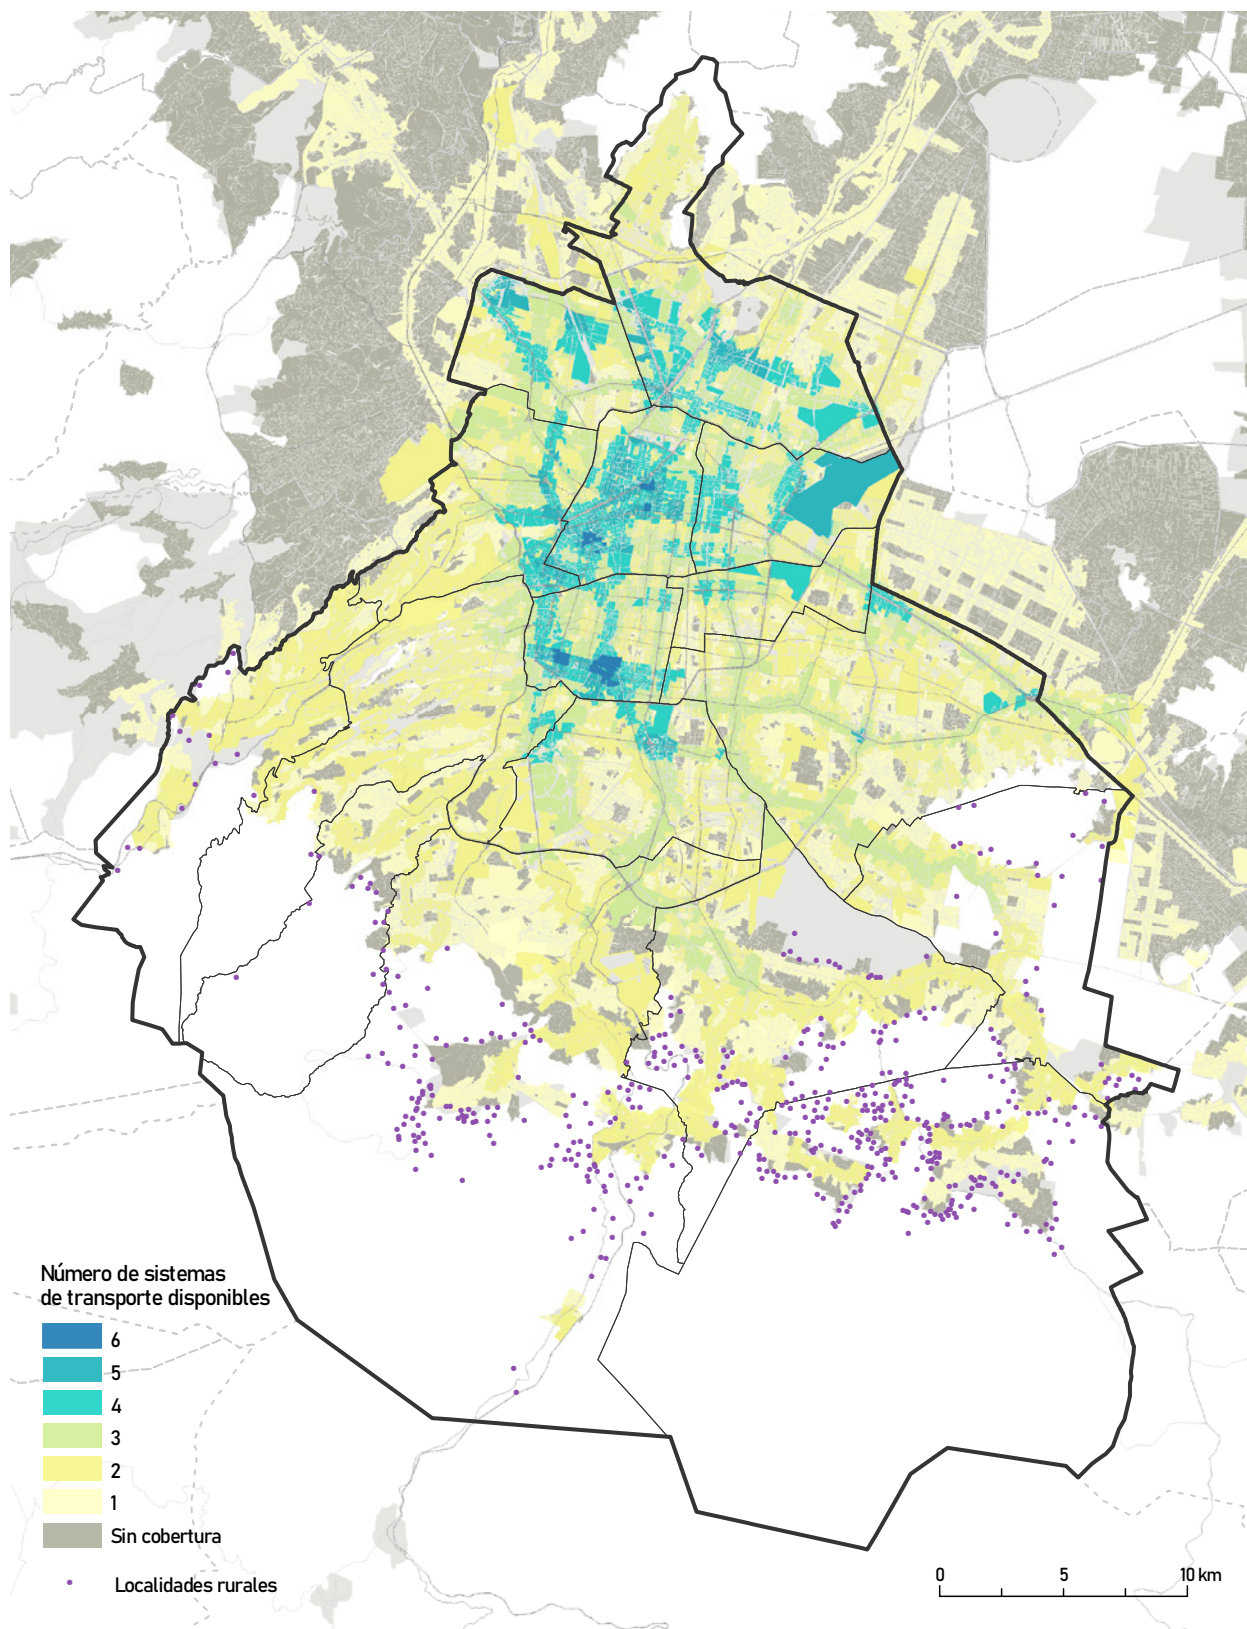 Número de sistemas
de transporte disponibles
6
5
4
3
2
1
Sin cobertura
Localidades rurales
0 5 10 km